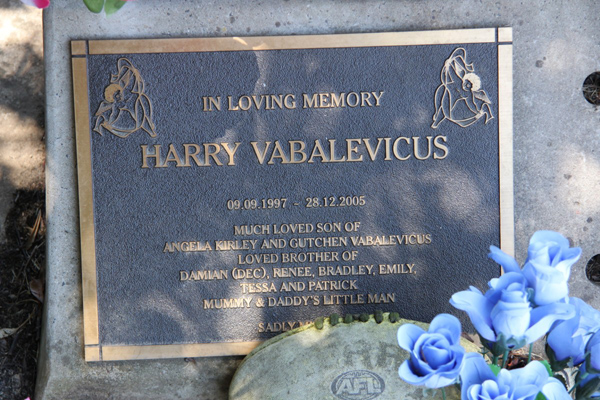 IN LOVING MEMORY
HARRY VABALEVICUS
09.09.1997 - 28.12.2005
MUCH LOVED SON OF
ANGELA KIRLEY AND GUTCHEN VABALEVICUS
LOVED BROTHER OF
DAMIAN (DEC), RENEE, BRADLEY, EMILY,
TESSA AND PATRICK
MUMMY & DADDY'S LITTLE MAN
SADLY
AFL